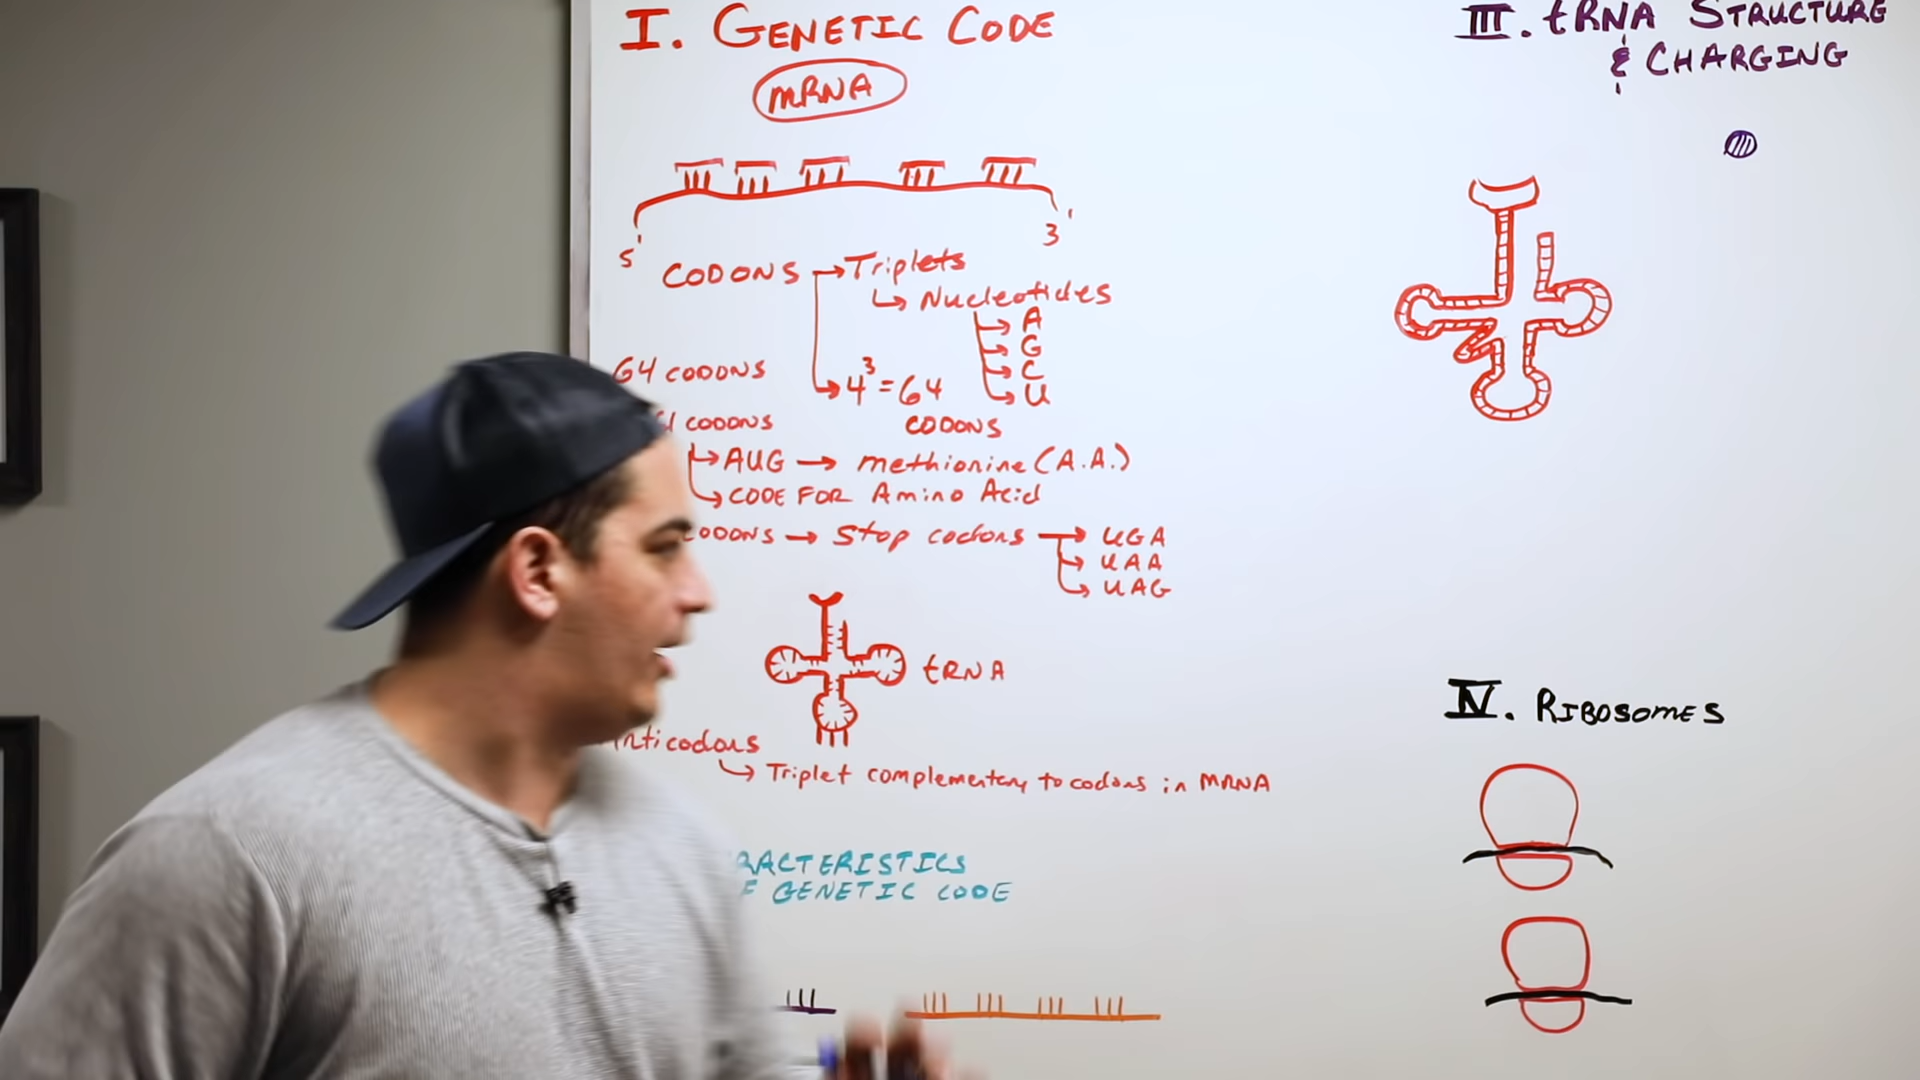 I. GENETIC CODE
mRNA
5'
3'
CODONS → Triplets
↳ Nucleotides
→ A
→ G
→ C
→ U
64 CODONS
→ 4³ = 64
CODONS
1 CODONS
→ AUG → methionine (A.A.)
→ CODE FOR Amino Acid
ODONS → Stop codons → UGA
→ UAA
→ UAG
tRNA
nticodons
↳ Triplet complementary to codons in mRNA
RACTERISTICS
F GENETIC CODE
III. tRNA STRUCTURE
& CHARGING
IV. RIBOSOMES